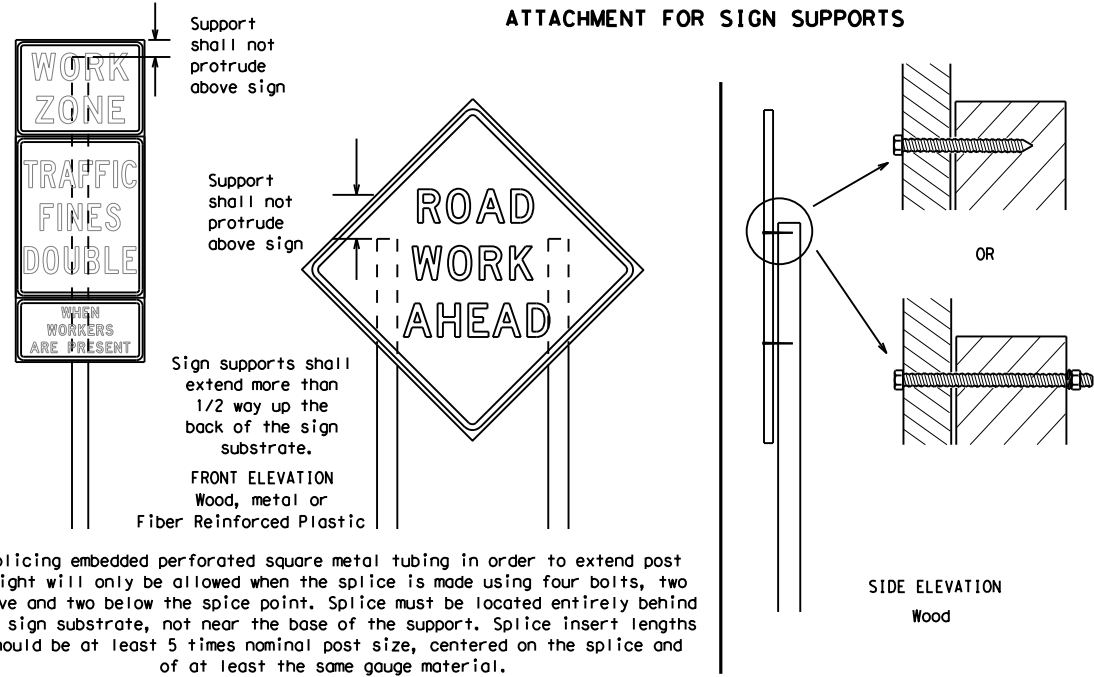 ATTACHMENT FOR SIGN SUPPORTS
Support
shall not
protrude
above sign
WORK
ZONE
TRAFFIC
FINES
DOUBLE
WHEN
WORKERS
ARE PRESENT
Support
shall not
protrude
above sign
ROAD
WORK
AHEAD
Sign supports shall
extend more than
1/2 way up the
back of the sign
substrate.
FRONT ELEVATION
Wood, metal or
Fiber Reinforced Plastic
OR
SIDE ELEVATION
Wood
embedded perforated square metal tubing in order to extend post
will only be allowed when the splice is made using four bolts, two
and two below the spice point. Splice must be located entirely behind
sign substrate, not near the base of the support. Splice insert lengths
be at least 5 times nominal post size, centered on the splice and
of at least the same gauge material.